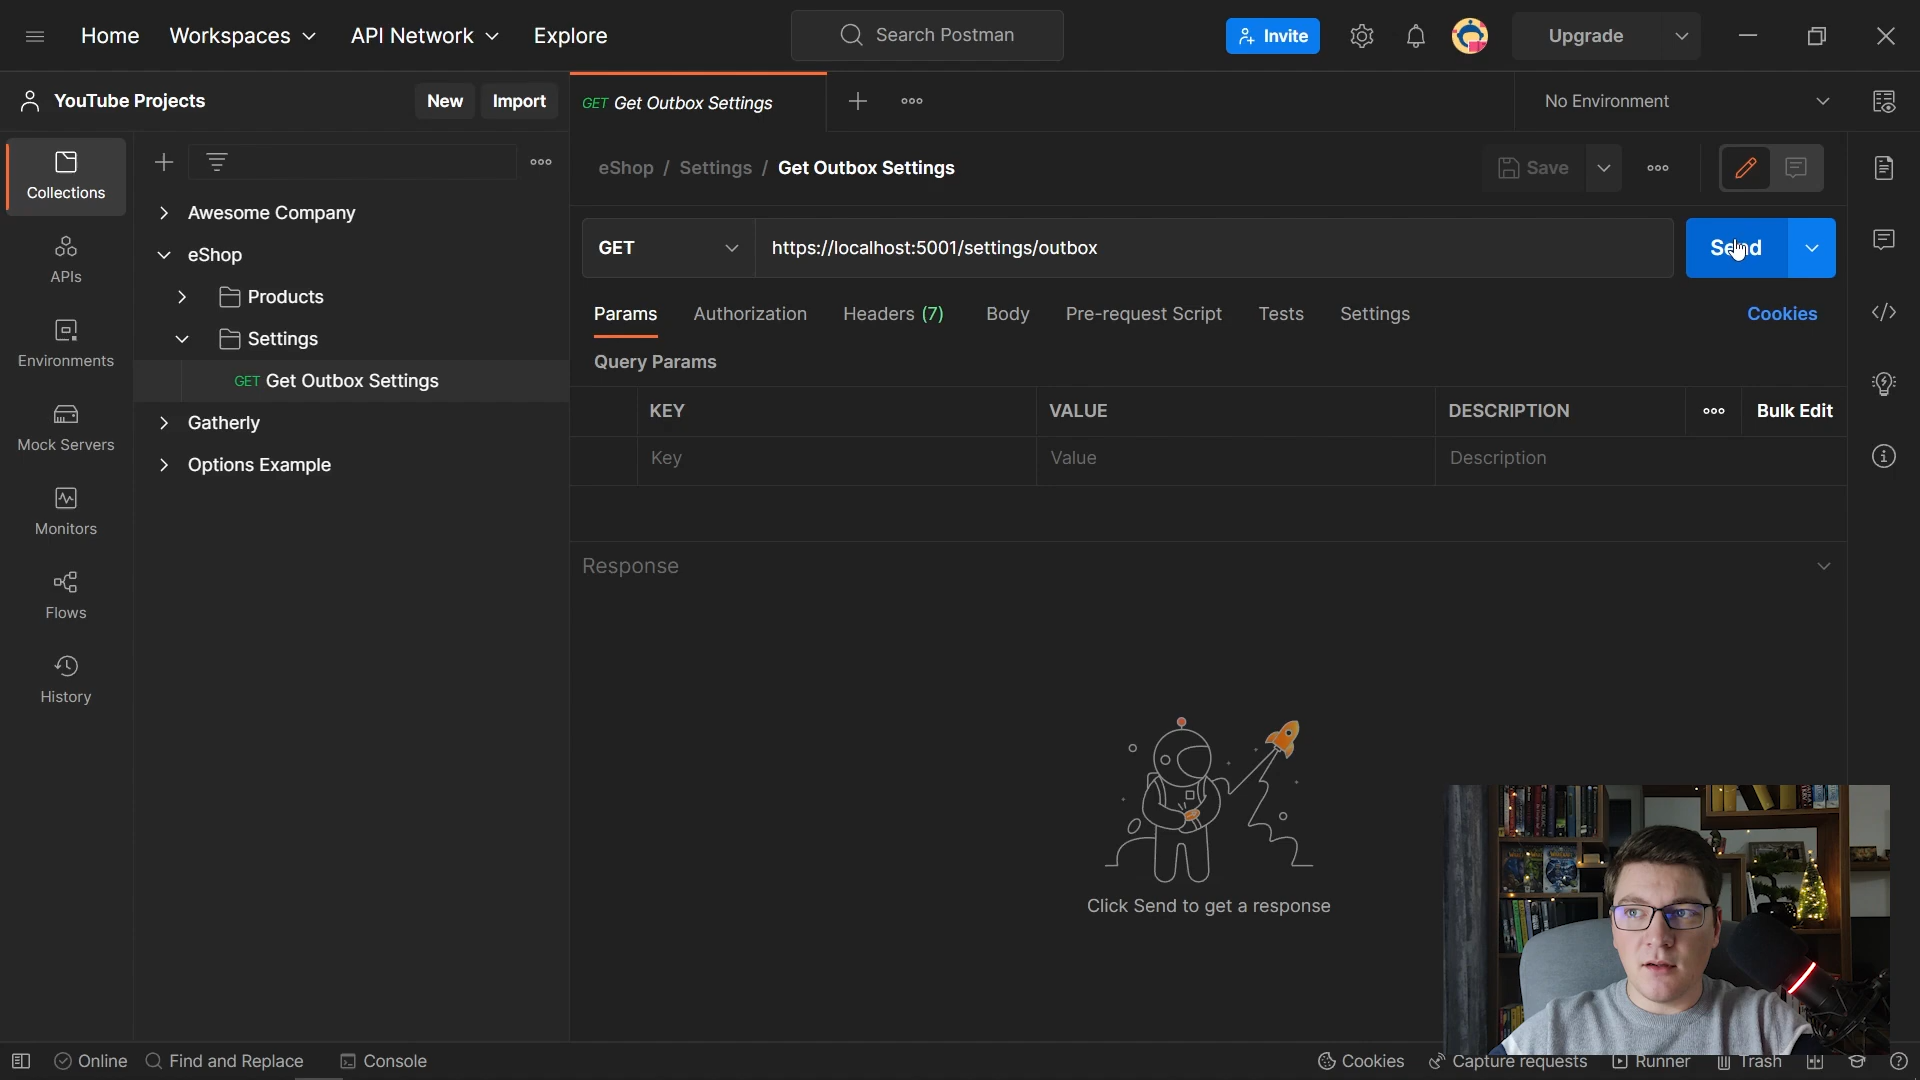 Home Workspaces API Network Explore Search Postman Invite Upgrade
YouTube Projects New Import GET Get Outbox Settings No Environment
Collections
APIs
Environments
Mock Servers
Monitors
Flows
History
Awesome Company
eShop
Products
Settings
GET Get Outbox Settings
Gatherly
Options Example
eShop / Settings / Get Outbox Settings Save
GET https://localhost:5001/settings/outbox Send
Params Authorization Headers (7) Body Pre-request Script Tests Settings Cookies
Query Params
KEY VALUE DESCRIPTION Bulk Edit
Key Value Description
Response
Click Send to get a response
Online Find and Replace Console Cookies Capture requests Runner Trash